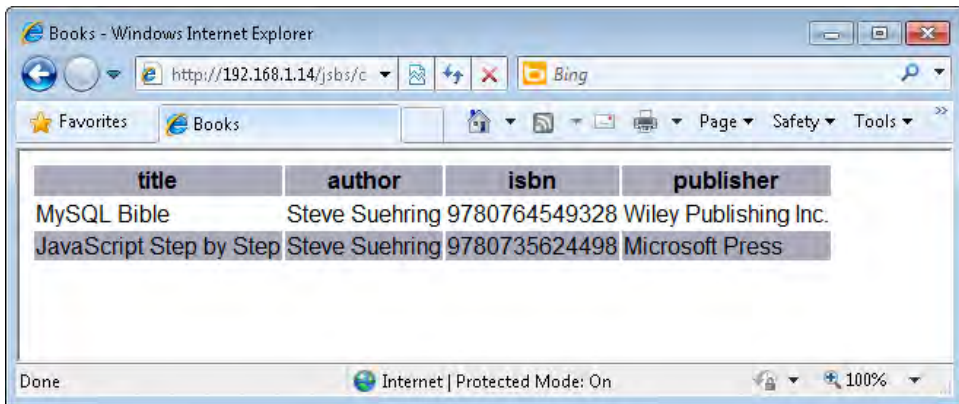 Books - Windows Internet Explorer
http://192.168.1.14/jsbs/c
Bing
Favorites
Books
Page
Safety
Tools
title author isbn publisher
MySQL Bible Steve Suehring 9780764549328 Wiley Publishing Inc.
JavaScript Step by Step Steve Suehring 9780735624498 Microsoft Press
Done
Internet | Protected Mode: On
100%